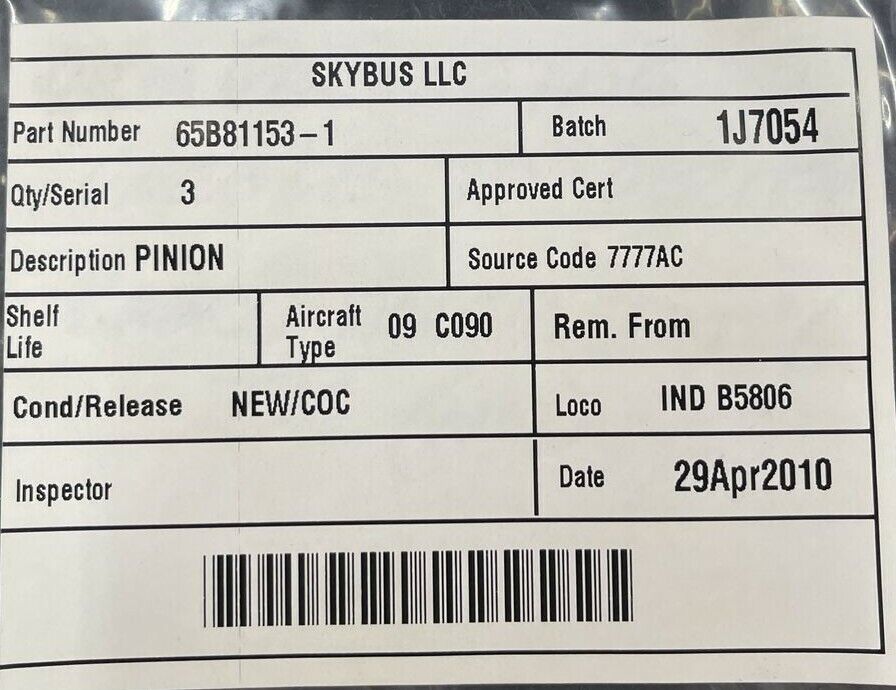 SKYBUS LLC
Part Number 65B81153-1 Batch 1J7054
Qty/Serial 3 Approved Cert
Description PINION Source Code 7777AC
Shelf Life Aircraft Type 09 C090 Rem. From
Cond/Release NEW/COC Loco IND B5806
Inspector Date 29Apr2010